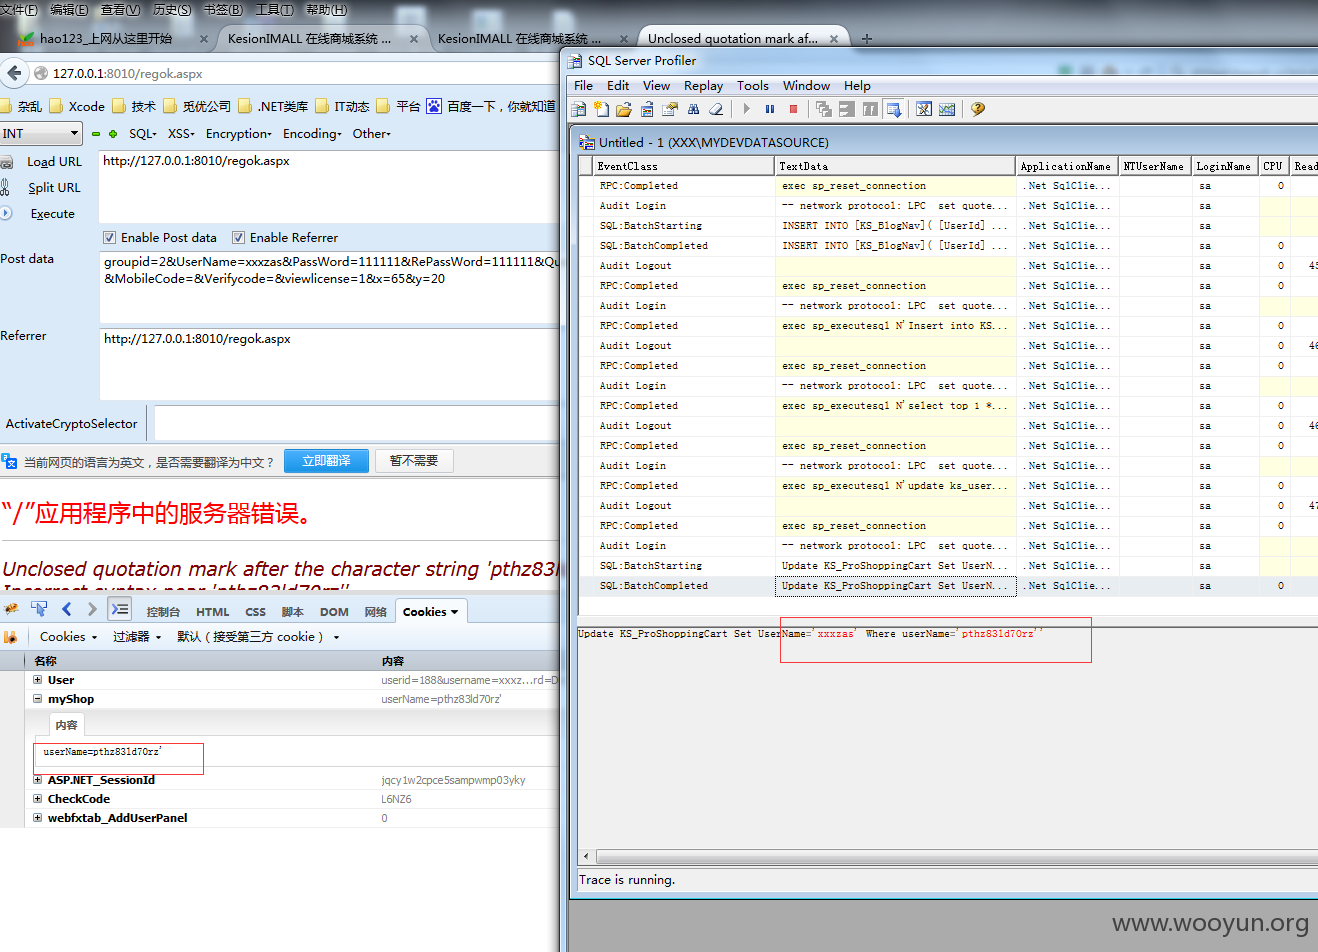 文件(F) 编辑(E) 查看(V) 历史(S) 书签(B) 工具(T) 帮助(H)
hao123_上网从这里开始 × KesionIMALL 在线商城系统 ... × KesionIMALL 在线商城系统 ... × Unclosed quotation mark af... × +
127.0.0.1:8010/regok.aspx
杂乱 Xcode 技术 觅优公司 .NET类库 IT动态 平台 百度一下，你就知道
INT SQL- XSS- Encryption- Encoding- Other-
Load URL http://127.0.0.1:8010/regok.aspx
Split URL
Execute
Enable Post data Enable Referrer
Post data groupid=2&UserName=xxxzas&PassWord=111111&RePassWord=111111&Qu
&MobileCode=&Verifycode=&viewlicense=1&x=65&y=20
Referrer http://127.0.0.1:8010/regok.aspx
ActivateCryptoSelector
当前网页的语言为英文，是否需要翻译为中文？ 立即翻译 暂不需要
“/”应用程序中的服务器错误。
Unclosed quotation mark after the character string 'pthz83l
Incorrect syntax near 'pthz83ld70rz''
控制台 HTML CSS 脚本 DOM 网络 Cookies
Cookies 过滤器 默认（接受第三方 cookie）
名称 内容
User userid=188&username=xxxz...rd=D
myShop userName=pthz83ld70rz'
内容
userName=pthz83ld70rz'
ASP.NET_SessionId jqcy1w2cpce5sampwmp03yky
CheckCode L6NZ6
webfxtab_AddUserPanel 0
SQL Server Profiler
File Edit View Replay Tools Window Help
Untitled - 1 (XXX\MYDEVDATASOURCE)
EventClass TextData ApplicationName NTUserName LoginName CPU Read
RPC:Completed exec sp_reset_connection .Net SqlClie... sa 0
Audit Login -- network protocol: LPC set quote... .Net SqlClie... sa
SQL:BatchStarting INSERT INTO [KS_BlogNav]( [UserId] ... .Net SqlClie... sa
SQL:BatchCompleted INSERT INTO [KS_BlogNav]( [UserId] ... .Net SqlClie... sa 0
Audit Logout .Net SqlClie... sa 0 45
RPC:Completed exec sp_reset_connection .Net SqlClie... sa 0
Audit Login -- network protocol: LPC set quote... .Net SqlClie... sa
RPC:Completed exec sp_executesql N'Insert into KS... .Net SqlClie... sa 0
Audit Logout .Net SqlClie... sa 0 46
RPC:Completed exec sp_reset_connection .Net SqlClie... sa 0
Audit Login -- network protocol: LPC set quote... .Net SqlClie... sa
RPC:Completed exec sp_executesql N'select top 1 *... .Net SqlClie... sa 0
Audit Logout .Net SqlClie... sa 0 46
RPC:Completed exec sp_reset_connection .Net SqlClie... sa 0
Audit Login -- network protocol: LPC set quote... .Net SqlClie... sa
RPC:Completed exec sp_executesql N'update ks_user... .Net SqlClie... sa 0
Audit Logout .Net SqlClie... sa 0 47
RPC:Completed exec sp_reset_connection .Net SqlClie... sa 0
Audit Login -- network protocol: LPC set quote... .Net SqlClie... sa
SQL:BatchStarting Update KS_ProShoppingCart Set UserN... .Net SqlClie... sa
SQL:BatchCompleted Update KS_ProShoppingCart Set UserN... .Net SqlClie... sa 0
Update KS_ProShoppingCart Set UserName='xxxzas' Where userName='pthz83ld70rz''
Trace is running.
www.wooyun.org